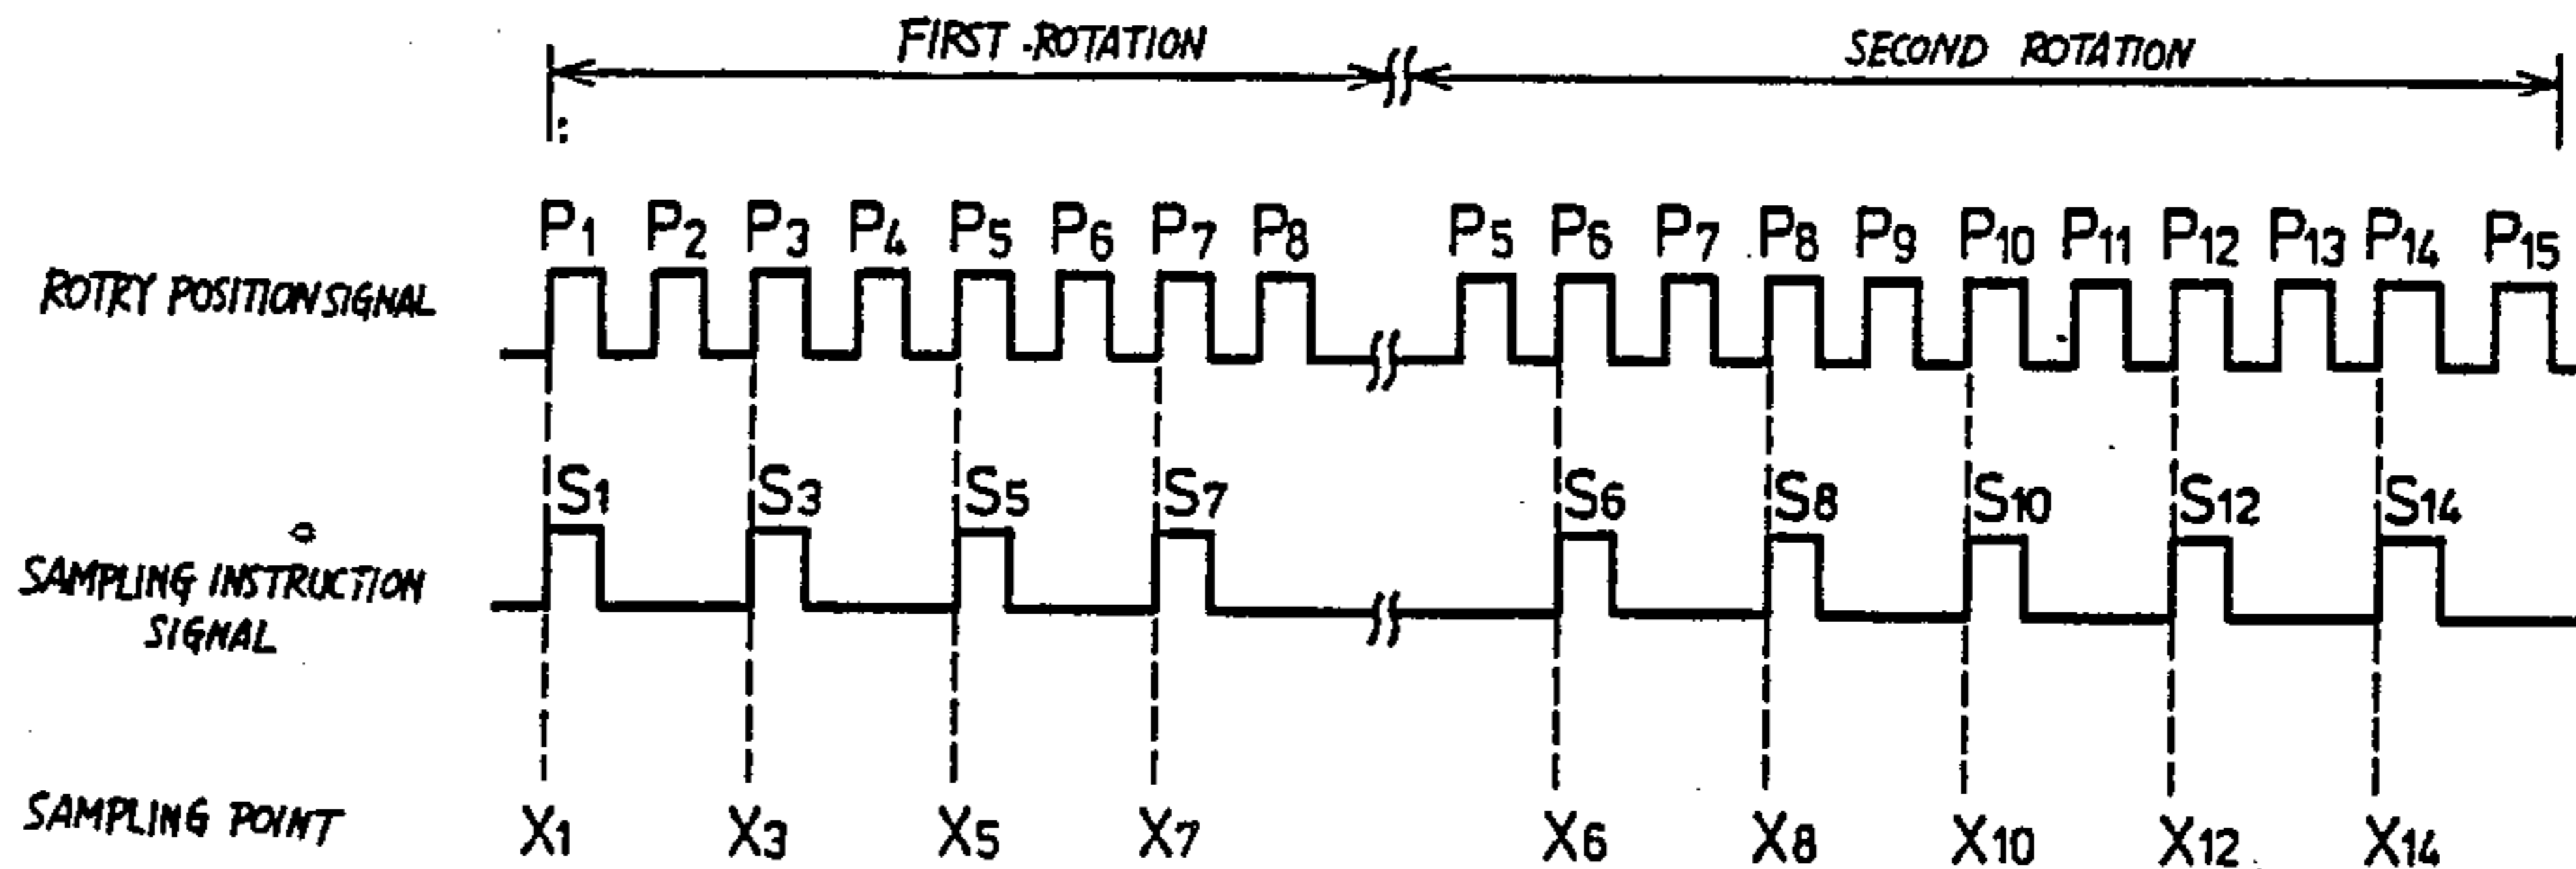 FIRST - ROTATION SECOND ROTATION
P1 P2 P3 P4 P5 P6 P7 P8 P5 P6 P7 P8 P9 P10 P11 P12 P13 P14 P15
ROTRY POSITION SIGNAL
S1 S3 S5 S7 S6 S8 S10 S12 S14
SAMPLING INSTRUCTION
SIGNAL
SAMPLING POINT X1 X3 X5 X7 X6 X8 X10 X12 X14